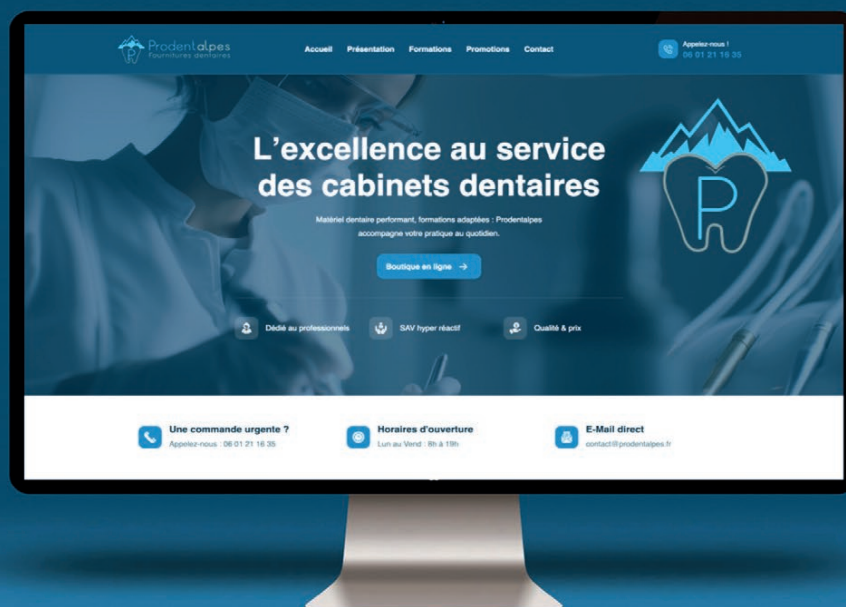 Prodentalpes
Fournitures dentaires
Accueil Présentation Formations Promotions Contact
Appelez-nous !
06 01 21 16 35
L'excellence au service
des cabinets dentaires
P
Matériel dentaire performant, formations adaptées : Prodentalpes
accompagne votre pratique au quotidien.
Boutique en ligne →
Dédié au professionnels SAV hyper réactif Qualité & prix
Une commande urgente ?
Appelez-nous : 06 01 21 16 35
Horaires d'ouverture
Lun au Vend : 8h à 19h
E-Mail direct
contact@prodentalpes.fr